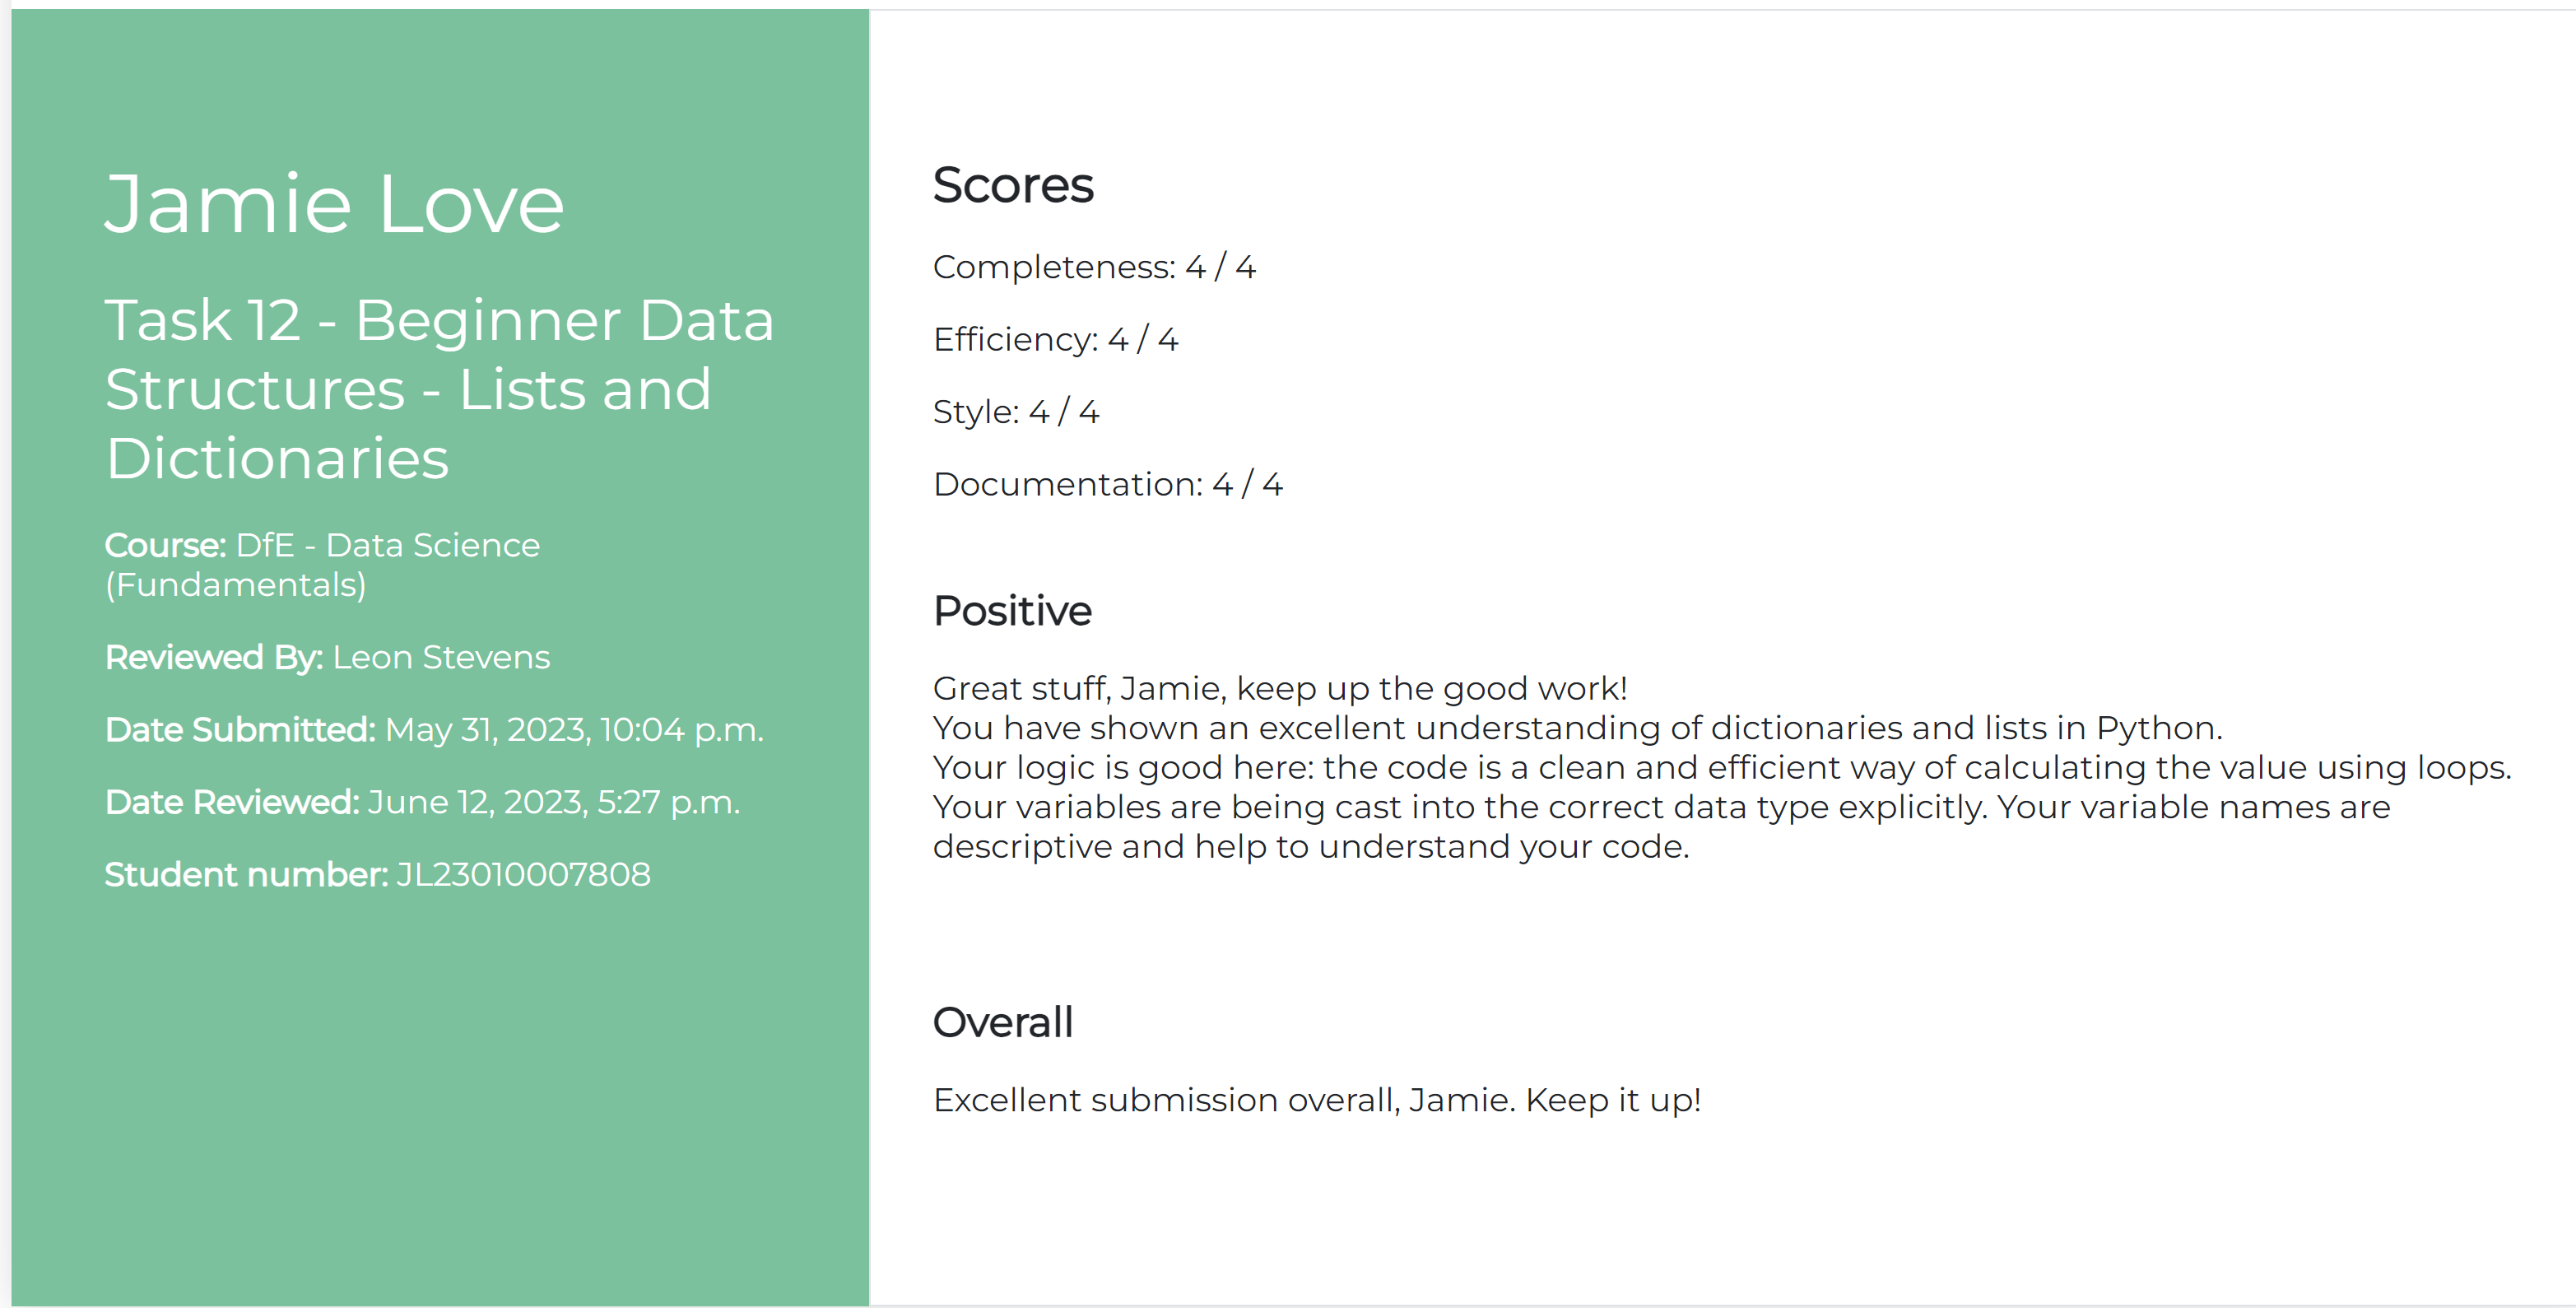 Jamie Love
Task 12 - Beginner Data
Structures - Lists and
Dictionaries
Course: DfE - Data Science
(Fundamentals)
Reviewed By: Leon Stevens
Date Submitted: May 31, 2023, 10:04 p.m.
Date Reviewed: June 12, 2023, 5:27 p.m.
Student number: JL23010007808
Scores
Completeness: 4 / 4
Efficiency: 4 / 4
Style: 4 / 4
Documentation: 4 / 4
Positive
Great stuff, Jamie, keep up the good work!
You have shown an excellent understanding of dictionaries and lists in Python.
Your logic is good here: the code is a clean and efficient way of calculating the value using loops.
Your variables are being cast into the correct data type explicitly. Your variable names are
descriptive and help to understand your code.
Overall
Excellent submission overall, Jamie. Keep it up!